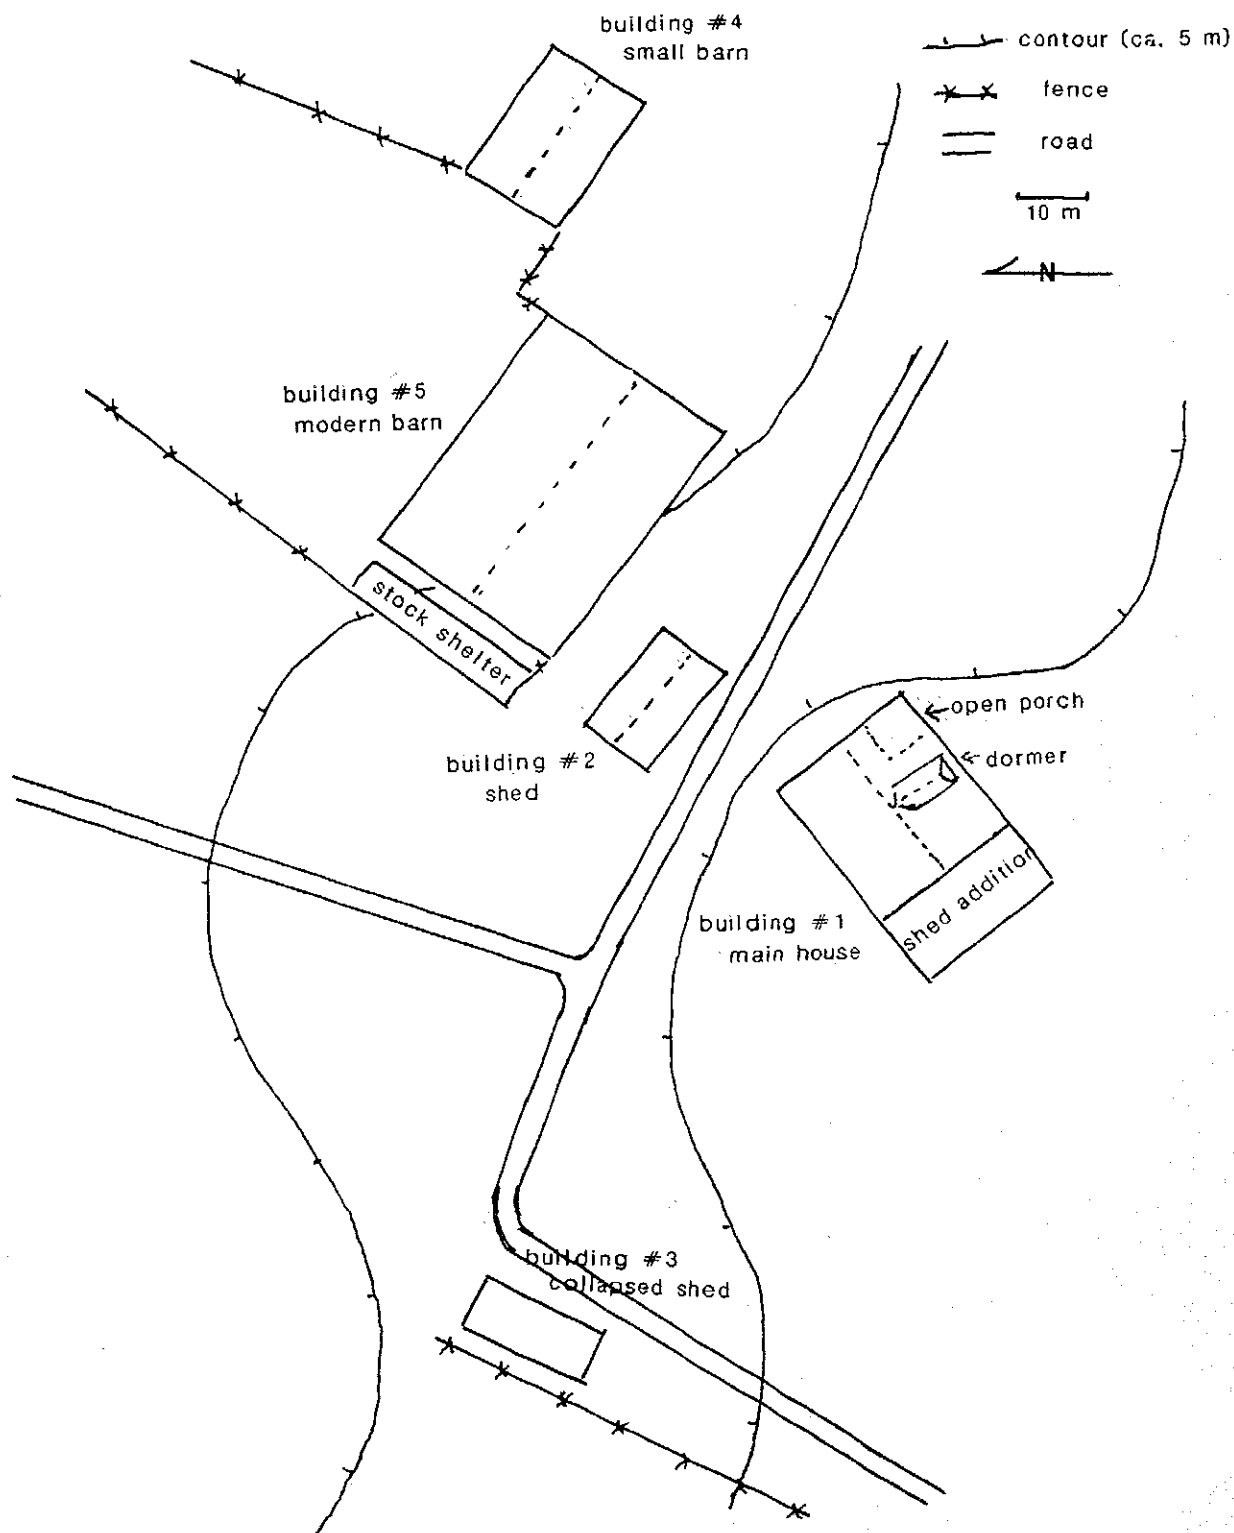 building #4
small barn
contour (ca. 5 m)
fence
road
10 m
N
building #5
modern barn
stock shelter
building #2
shed
open porch
dormer
shed addition
building #1
main house
building #3
collapsed shed